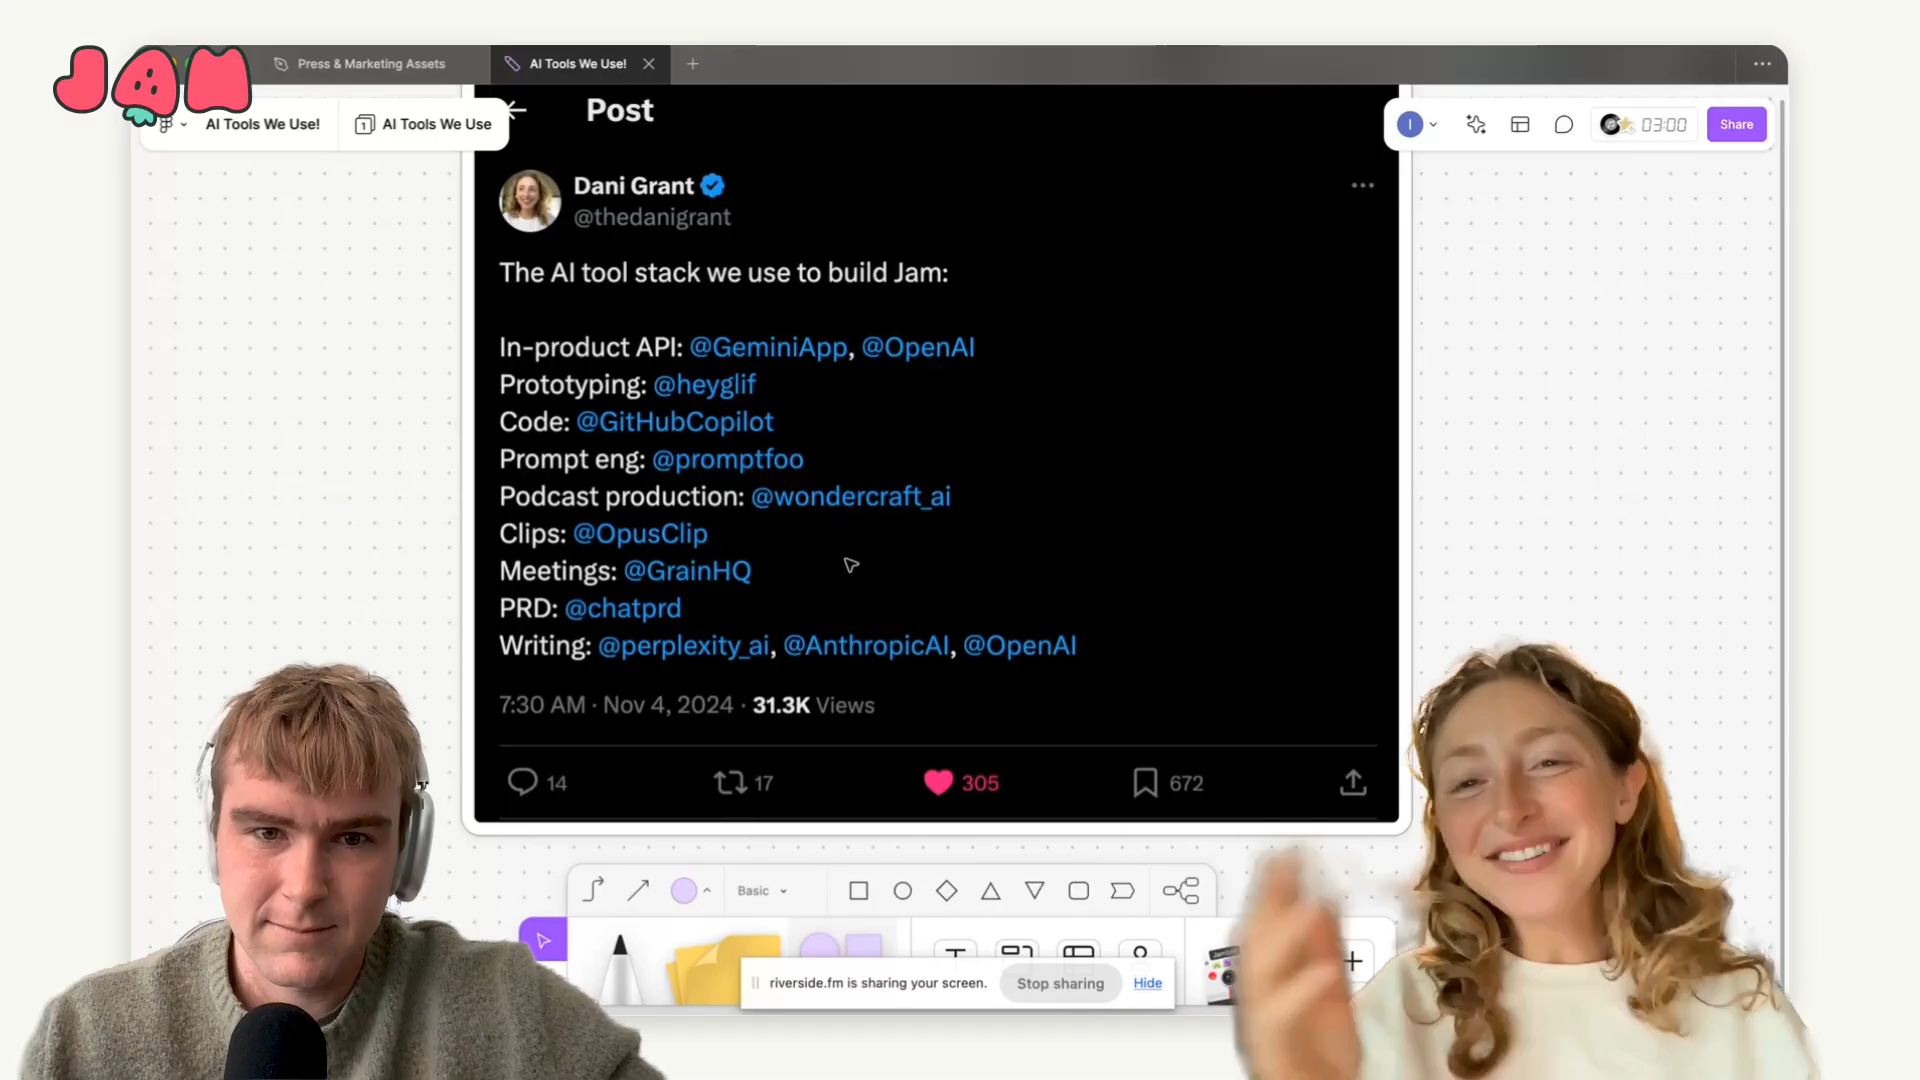 JAM
Press & Marketing Assets
AI Tools We Use!
AI Tools We Use!
1 AI Tools We Use
Post
I
03:00
Share
Dani Grant
@thedanigrant
The AI tool stack we use to build Jam:
In-product API: @GeminiApp, @OpenAI
Prototyping: @heyglif
Code: @GitHubCopilot
Prompt eng: @promptfoo
Podcast production: @wondercraft_ai
Clips: @OpusClip
Meetings: @GrainHQ
PRD: @chatprd
Writing: @perplexity_ai, @AnthropicAI, @OpenAI
7:30 AM · Nov 4, 2024 · 31.3K Views
14 17 305 672
Basic
riverside.fm is sharing your screen. Stop sharing Hide